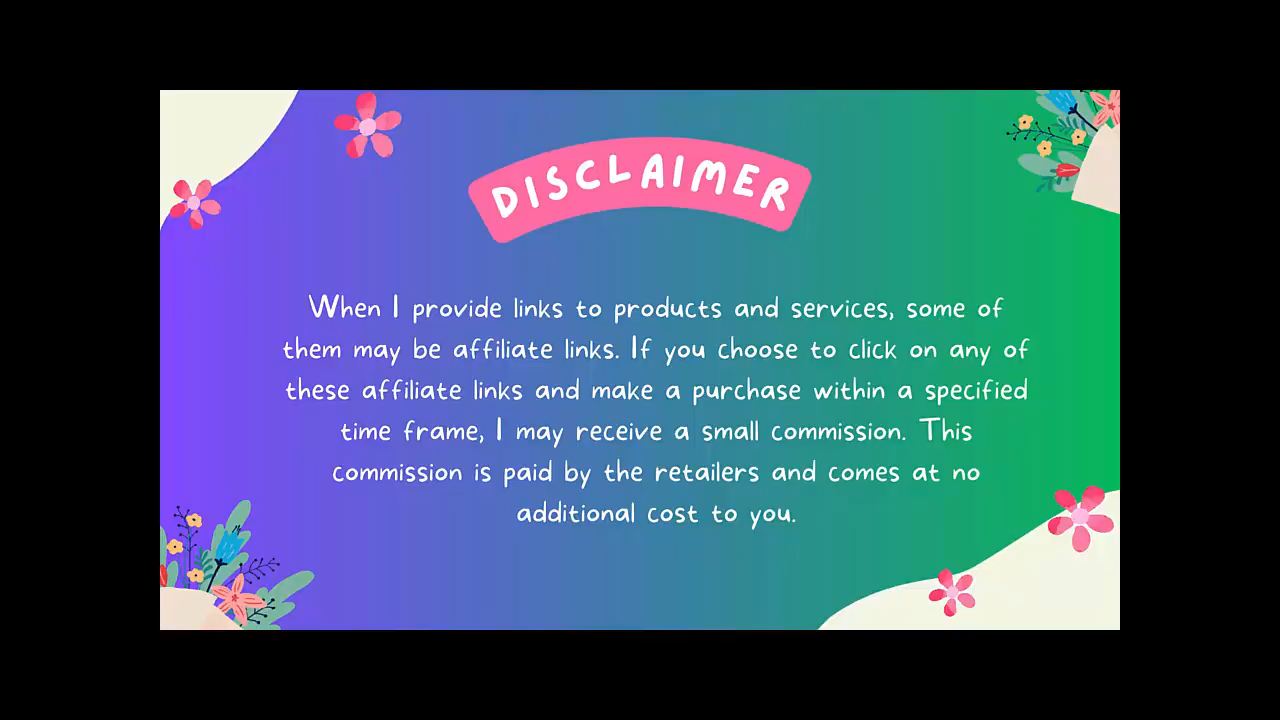 DISCLAIMER
When I provide links to products and services, some of
them may be affiliate links. If you choose to click on any of
these affiliate links and make a purchase within a specified
time frame, I may receive a small commission. This
commission is paid by the retailers and comes at no
additional cost to you.